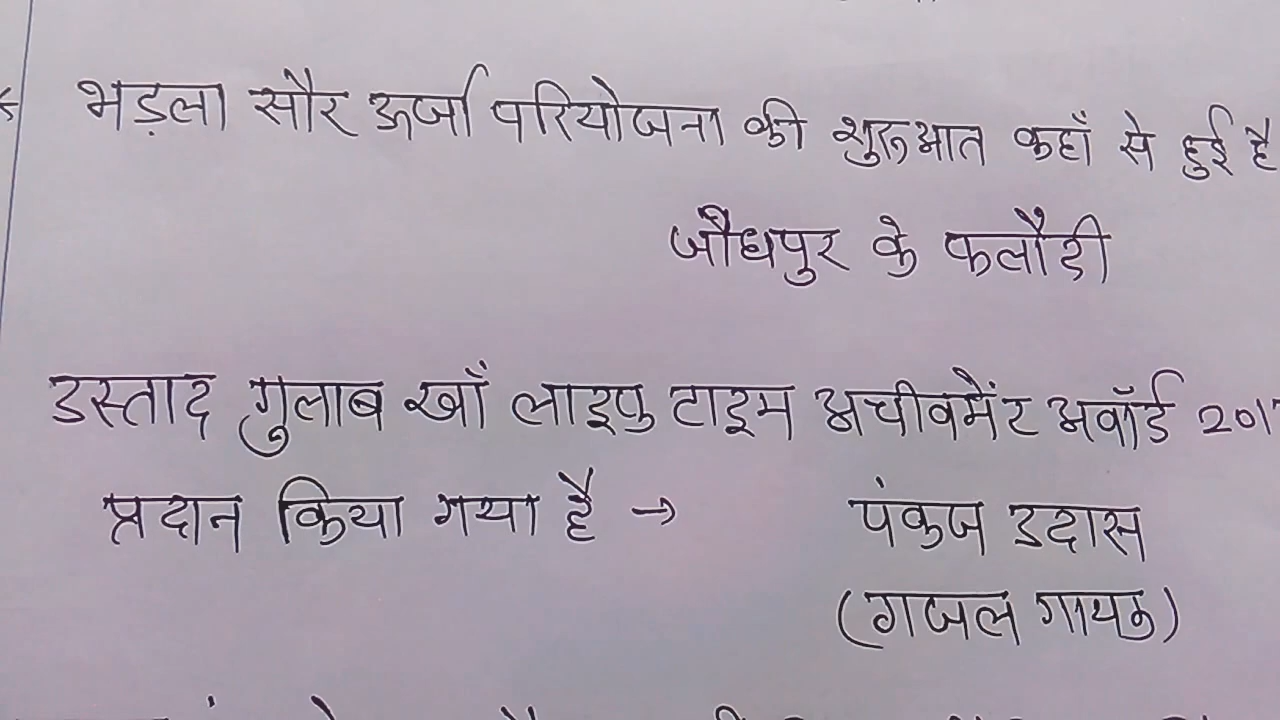 भड़ला सौर ऊर्जा परियोजना की शुरुआत कहाँ से हुई है
जौधपुर के फलौदी
उस्ताद गुलाब खाँ लाइफ टाइम अचीवमेंट अवॉर्ड 201
प्रदान किया गया है → पंकज उदास
(गजल गायक)